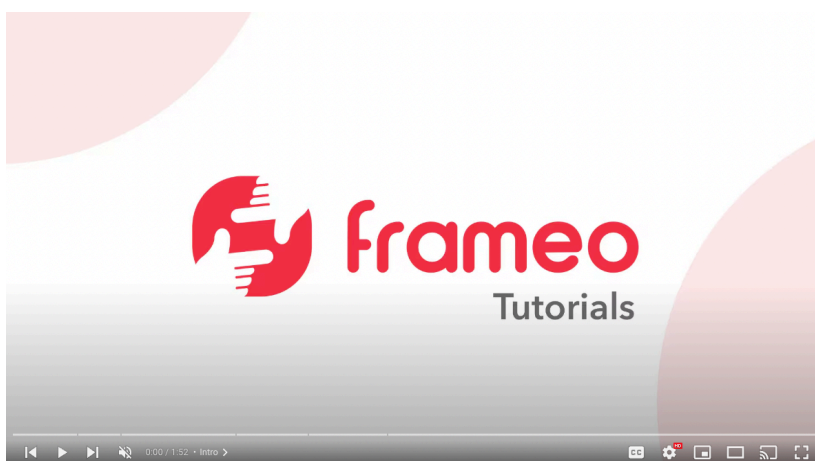 frameo
Tutorials
0:00 / 1:52 • Intro
CC
HD